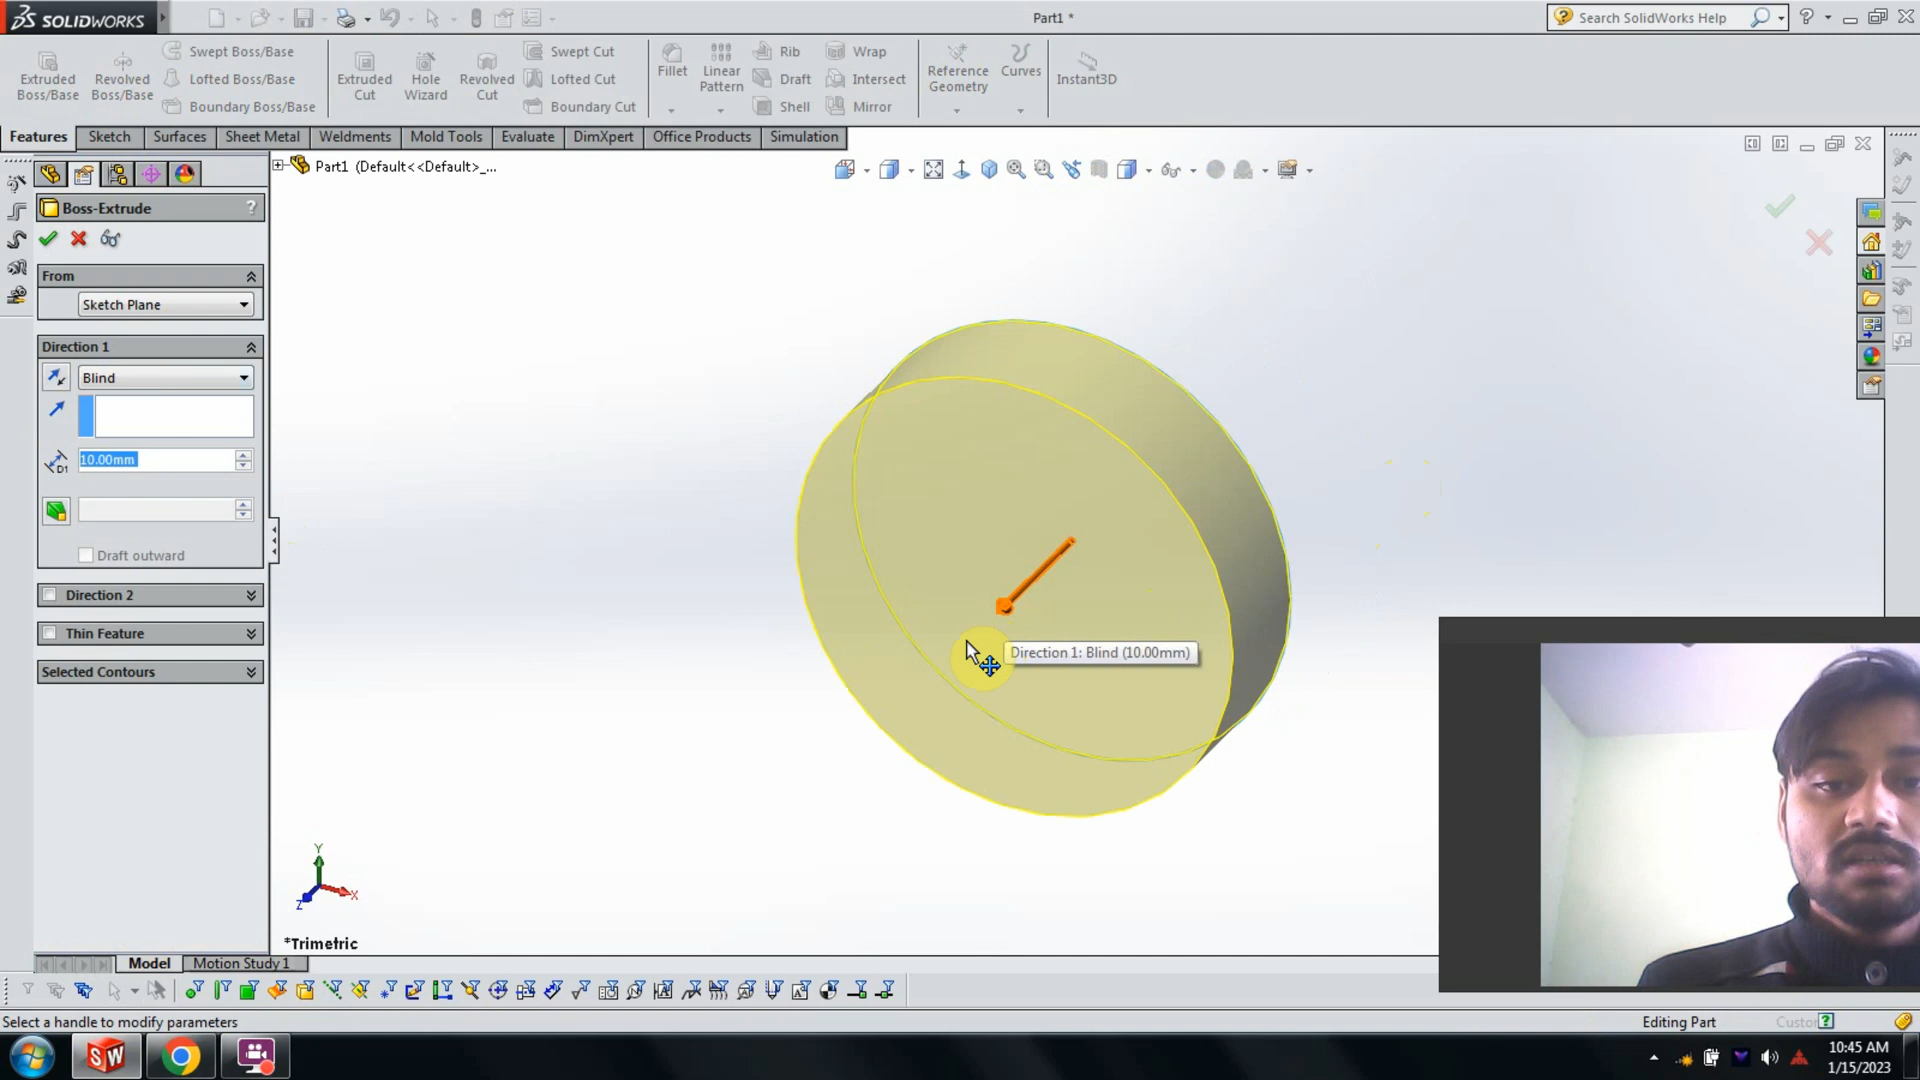 SOLIDWORKS
Part1 *
Search SolidWorks Help
Extruded Boss/Base
Revolved Boss/Base
Swept Boss/Base
Lofted Boss/Base
Boundary Boss/Base
Extruded Cut
Hole Wizard
Revolved Cut
Swept Cut
Lofted Cut
Boundary Cut
Fillet
Linear Pattern
Rib
Draft
Shell
Wrap
Intersect
Mirror
Reference Geometry
Curves
Instant3D
Features
Sketch
Surfaces
Sheet Metal
Weldments
Mold Tools
Evaluate
DimXpert
Office Products
Simulation
Part1 (Default<<Default>_...
Boss-Extrude
?
From
Sketch Plane
Direction 1
Blind
D1
10.00mm
Draft outward
Direction 2
Thin Feature
Selected Contours
Direction 1: Blind (10.00mm)
Y
X
Z
*Trimetric
Model
Motion Study 1
Select a handle to modify parameters
Editing Part
Custom
?
SW
10:45 AM
1/15/2023